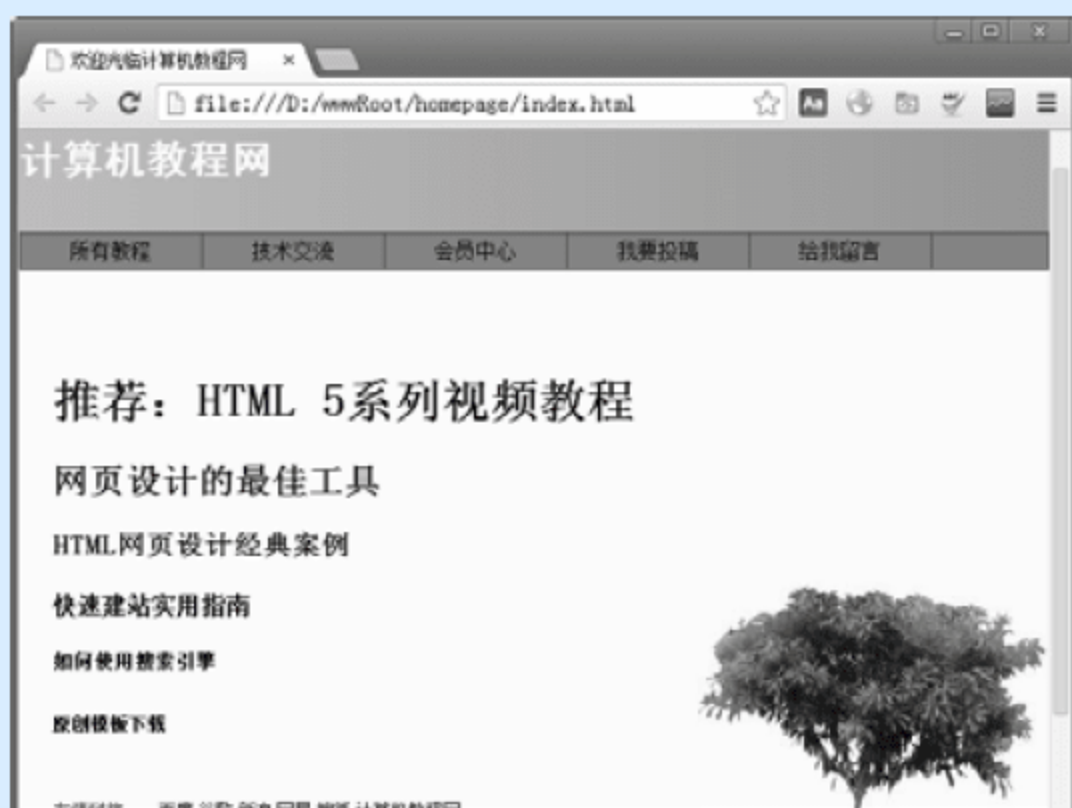 欢迎光临计算机教程网
file:///D:/wwwRoot/homepage/index.html
计算机教程网
所有教程 技术交流 会员中心 我要投稿 给我留言
推荐：HTML 5系列视频教程
网页设计的最佳工具
HTML网页设计经典案例
快速建站实用指南
如何使用搜索引擎
原创模板下载